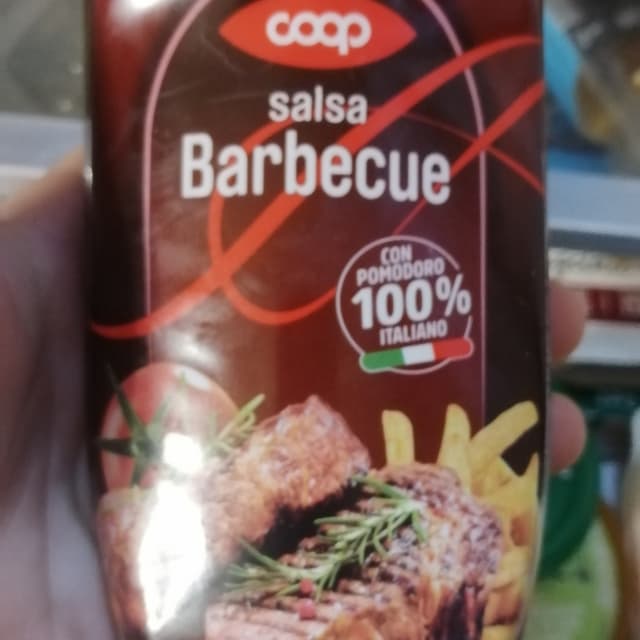 coop
salsa
Barbecue
CON
POMODORO
100%
ITALIANO